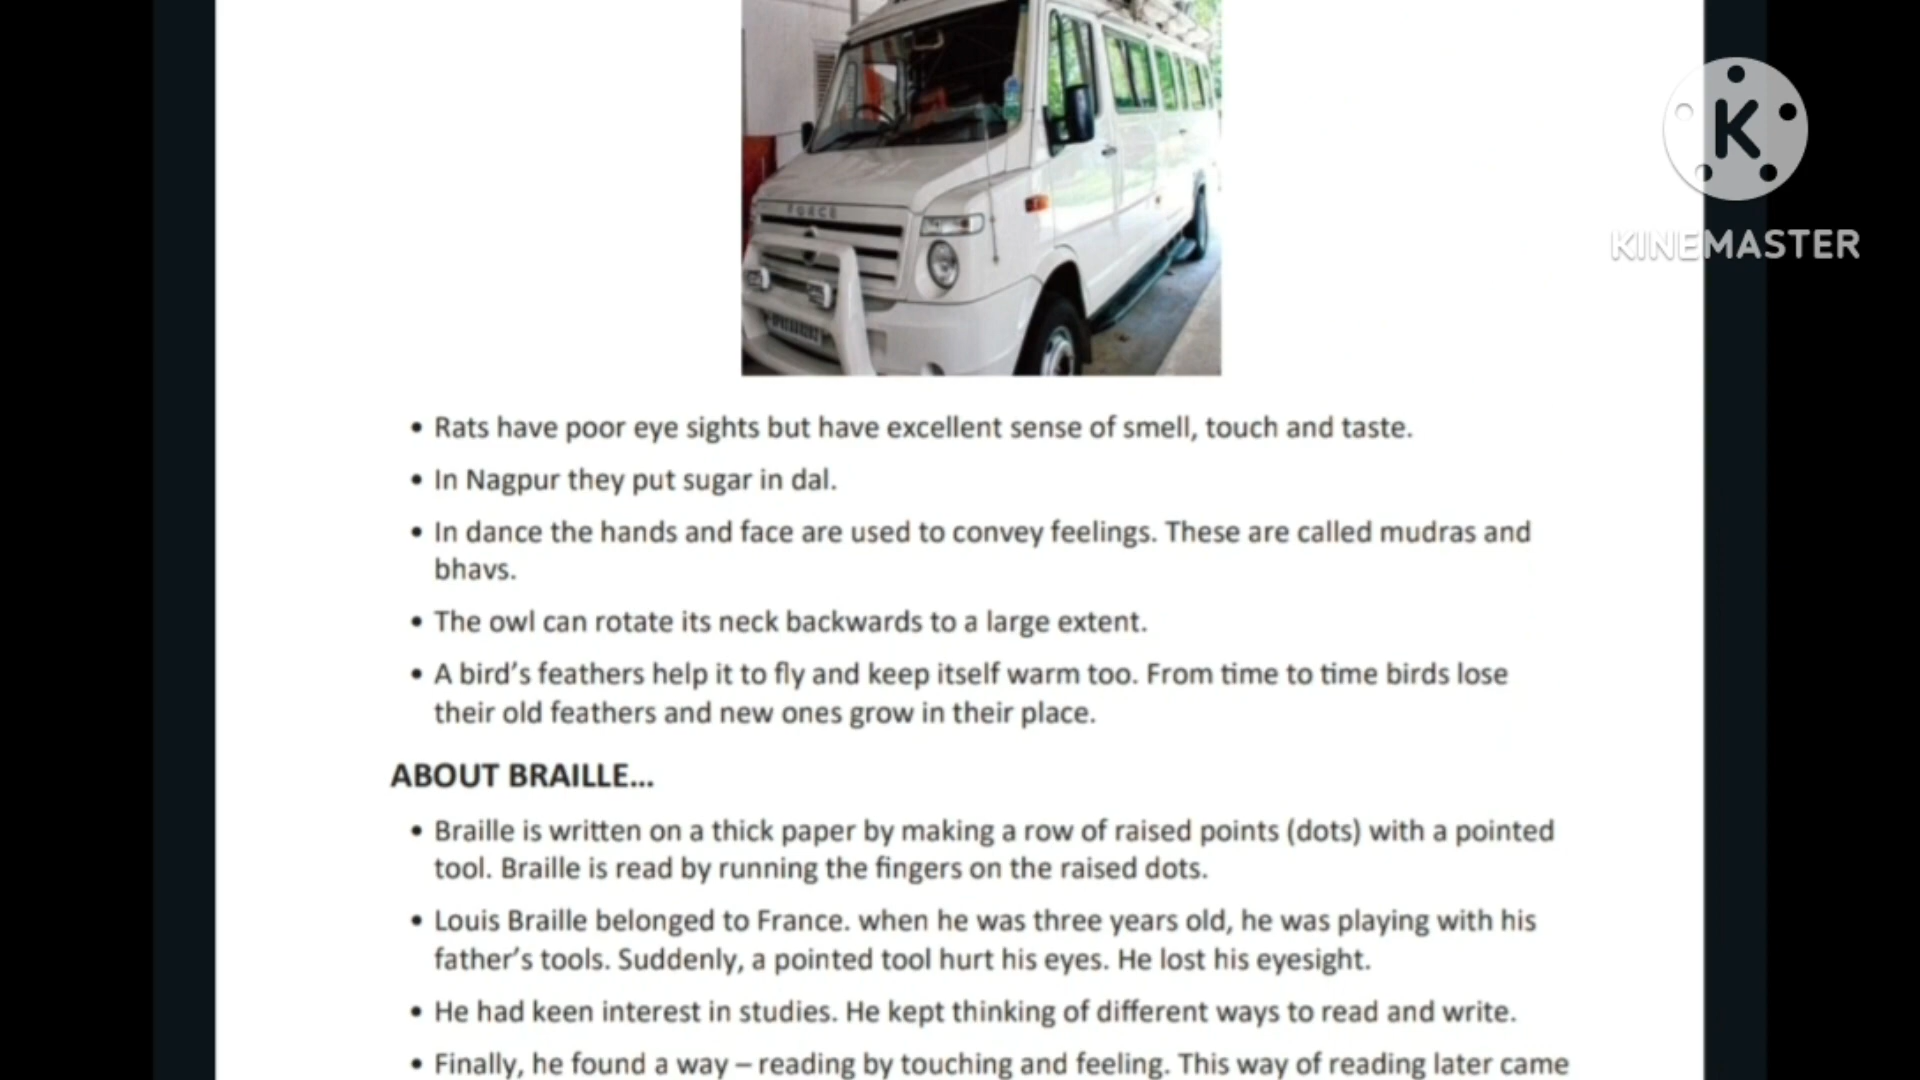 FORCE
K
KINEMASTER
• Rats have poor eye sights but have excellent sense of smell, touch and taste.
• In Nagpur they put sugar in dal.
• In dance the hands and face are used to convey feelings. These are called mudras and
bhavs.
• The owl can rotate its neck backwards to a large extent.
• A bird’s feathers help it to fly and keep itself warm too. From time to time birds lose
their old feathers and new ones grow in their place.
ABOUT BRAILLE...
• Braille is written on a thick paper by making a row of raised points (dots) with a pointed
tool. Braille is read by running the fingers on the raised dots.
• Louis Braille belonged to France. when he was three years old, he was playing with his
father’s tools. Suddenly, a pointed tool hurt his eyes. He lost his eyesight.
• He had keen interest in studies. He kept thinking of different ways to read and write.
• Finally, he found a way – reading by touching and feeling. This way of reading later came